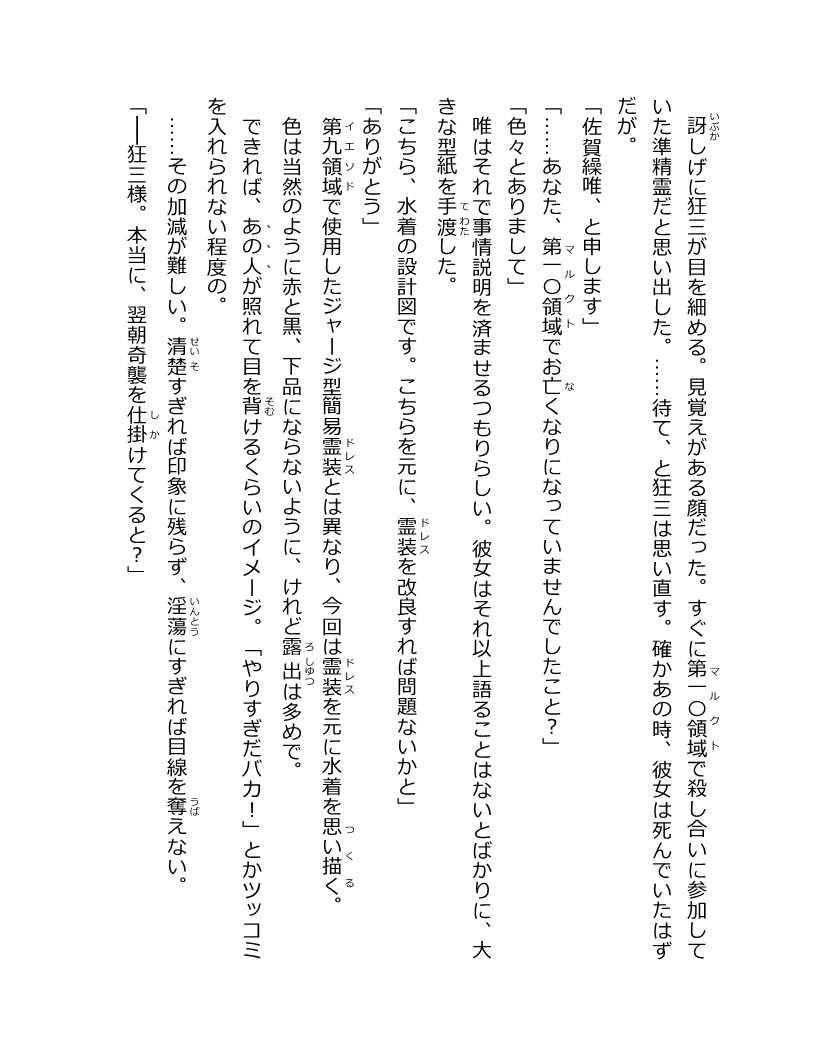 訝しげに狂三が目を細める。見覚えがある顔だった。すぐに第一〇領域で殺し合いに参加して
いた準精霊だと思い出した。……待て、と狂三は思い直す。確かあの時、彼女は死んでいたはず
だが。
「佐賀繰唯、と申します」
「……あなた、第一〇領域でお亡くなりになっていませんでしたこと？」
「色々とありまして」
唯はそれで事情説明を済ませるつもりらしい。彼女はそれ以上語ることはないとばかりに、大
きな型紙を手渡した。
「こちら、水着の設計図です。こちらを元に、霊装を改良すれば問題ないかと」
「ありがとう」
第九領域で使用したジャージ型簡易霊装とは異なり、今回は霊装を元に水着を思い描く。
色は当然のように赤と黒、下品にならないように、けれど露出は多めで。
できれば、あの人が照れて目を背けるくらいのイメージ。「やりすぎだバカ！」とかツッコミ
を入れられない程度の。
……その加減が難しい。清楚すぎれば印象に残らず、淫蕩にすぎれば目線を奪えない。
「──狂三様。本当に、翌朝奇襲を仕掛けてくると？」